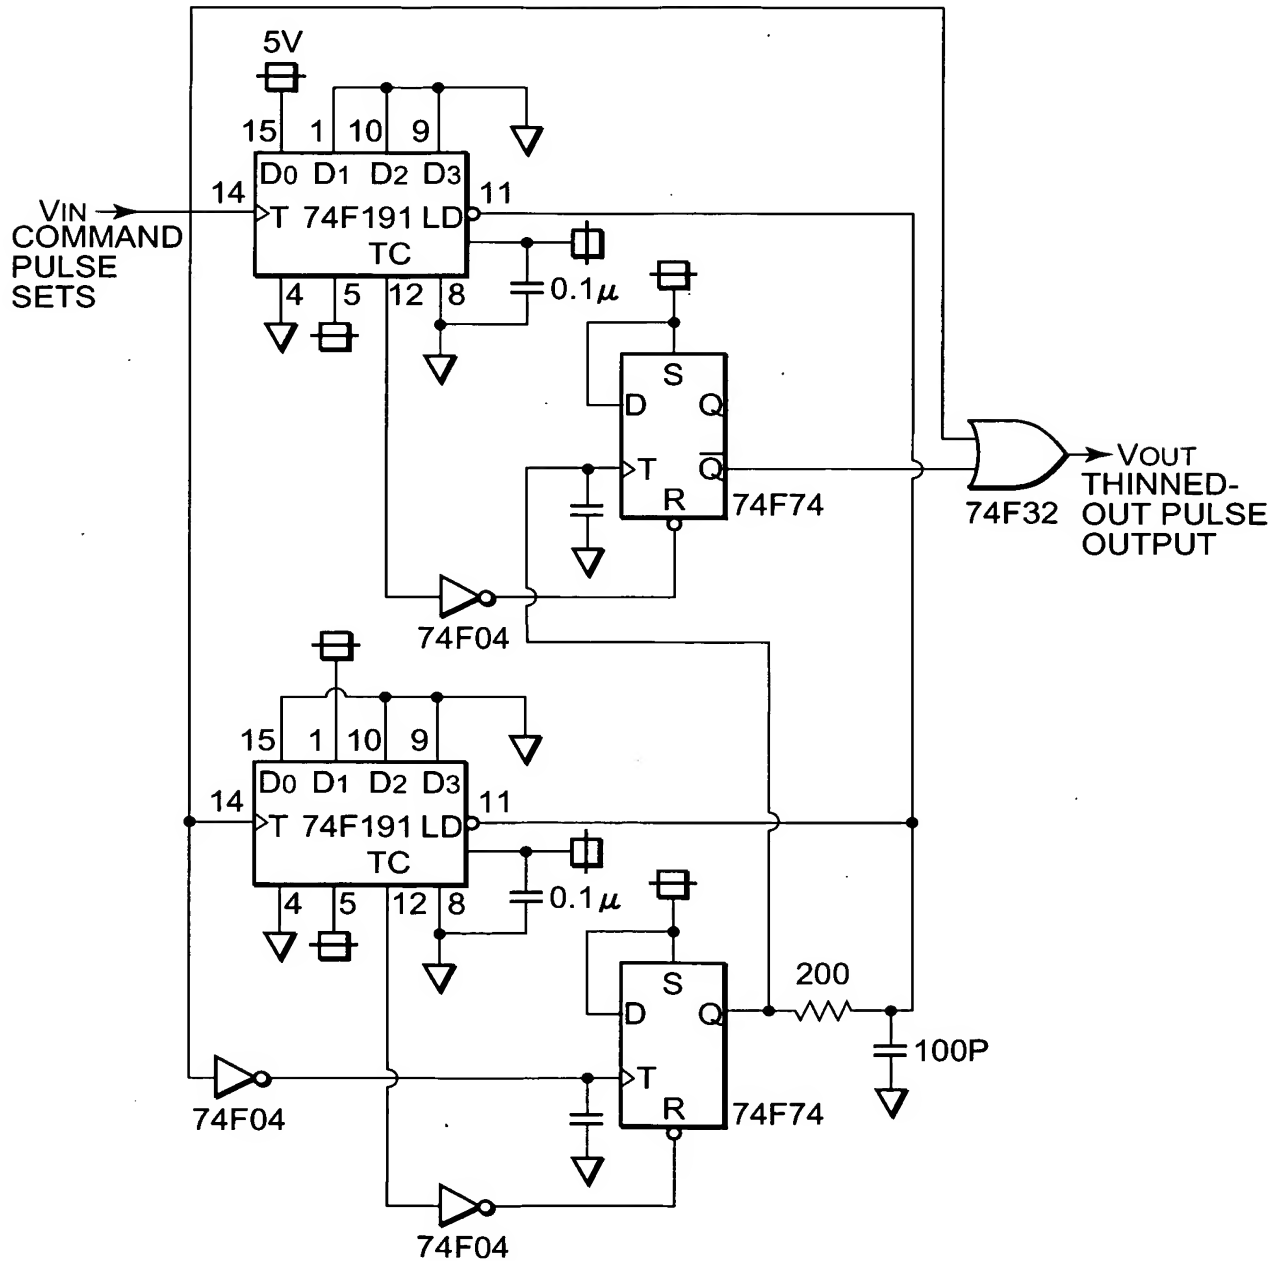 5V
15 1 10 9
D0 D1 D2 D3
14
11
VIN
COMMAND
PULSE
SETS
T 74F191 LD
TC
4 5 12 8
0.1μ
S
D Q
T Q̅
R
74F74
74F32
VOUT
THINNED-
OUT PULSE
OUTPUT
74F04
15 1 10 9
D0 D1 D2 D3
14
11
T 74F191 LD
TC
4 5 12 8
0.1μ
S
D Q
200
100P
T
R
74F74
74F04
74F04